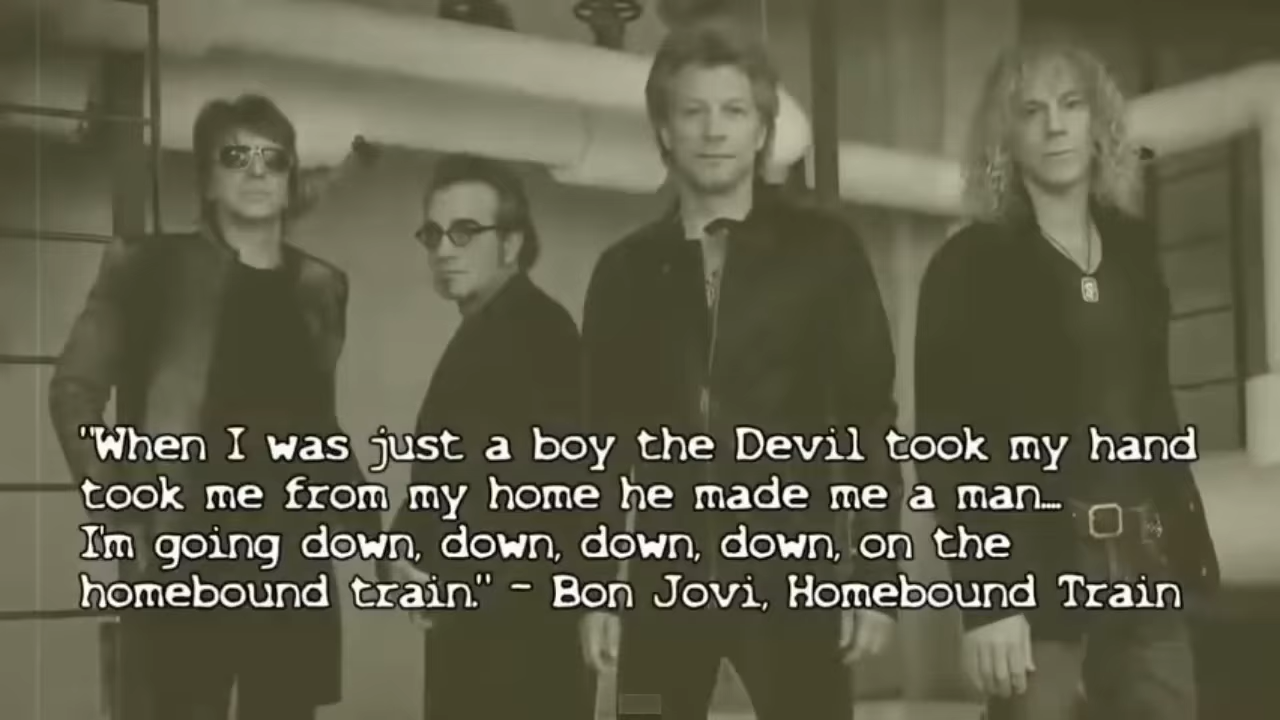 "When I was just a boy the Devil took my hand
took me from my home he made me a man....
I'm going down, down, down, down, on the
homebound train." - Bon Jovi, Homebound Train